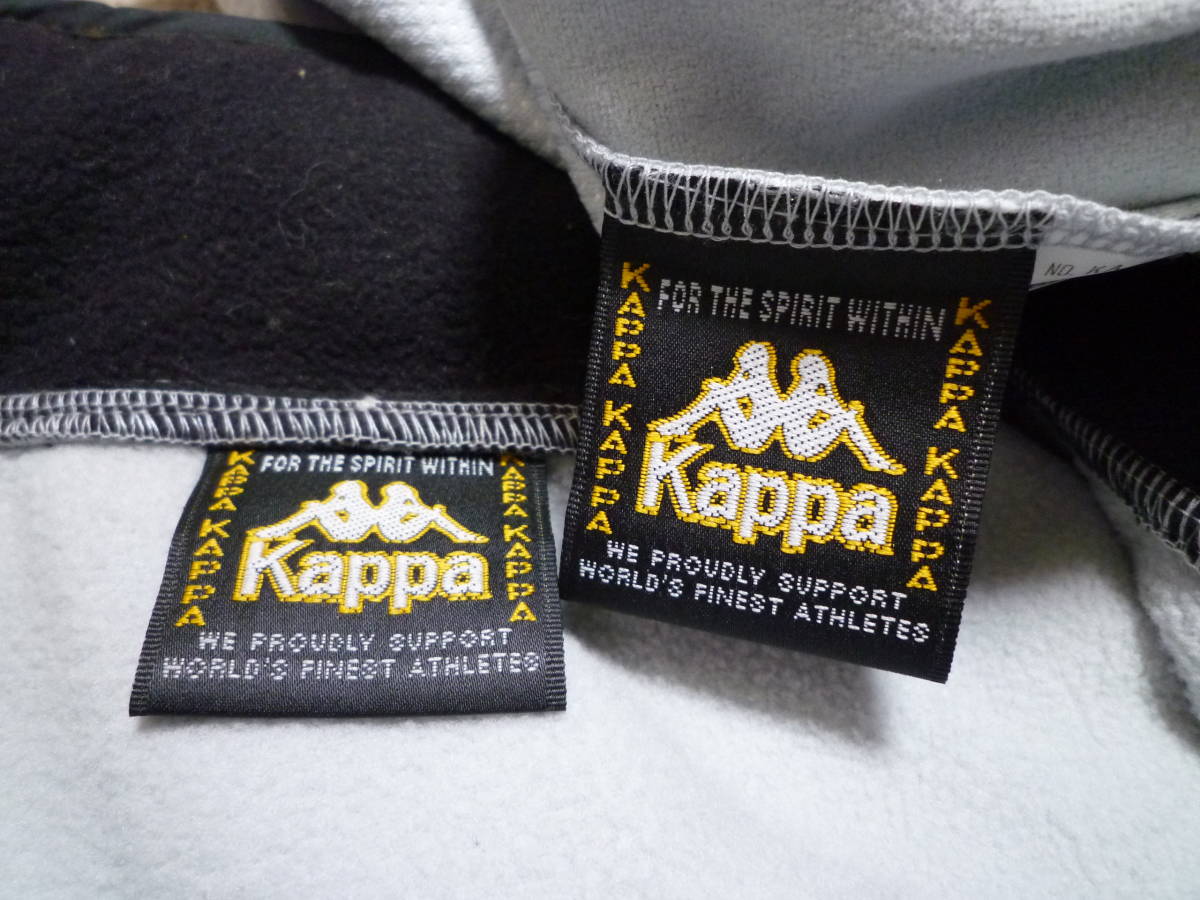 FOR THE SPIRIT WITHIN
KAPPA KAPPA
KAPPA KAPPA
Kappa
WE PROUDLY SUPPORT
WORLD'S FINEST ATHLETES
FOR THE SPIRIT WITHIN
KAPPA KAPPA
KAPPA KAPPA
Kappa
WE PROUDLY SUPPORT
WORLD'S FINEST ATHLETES
NO.